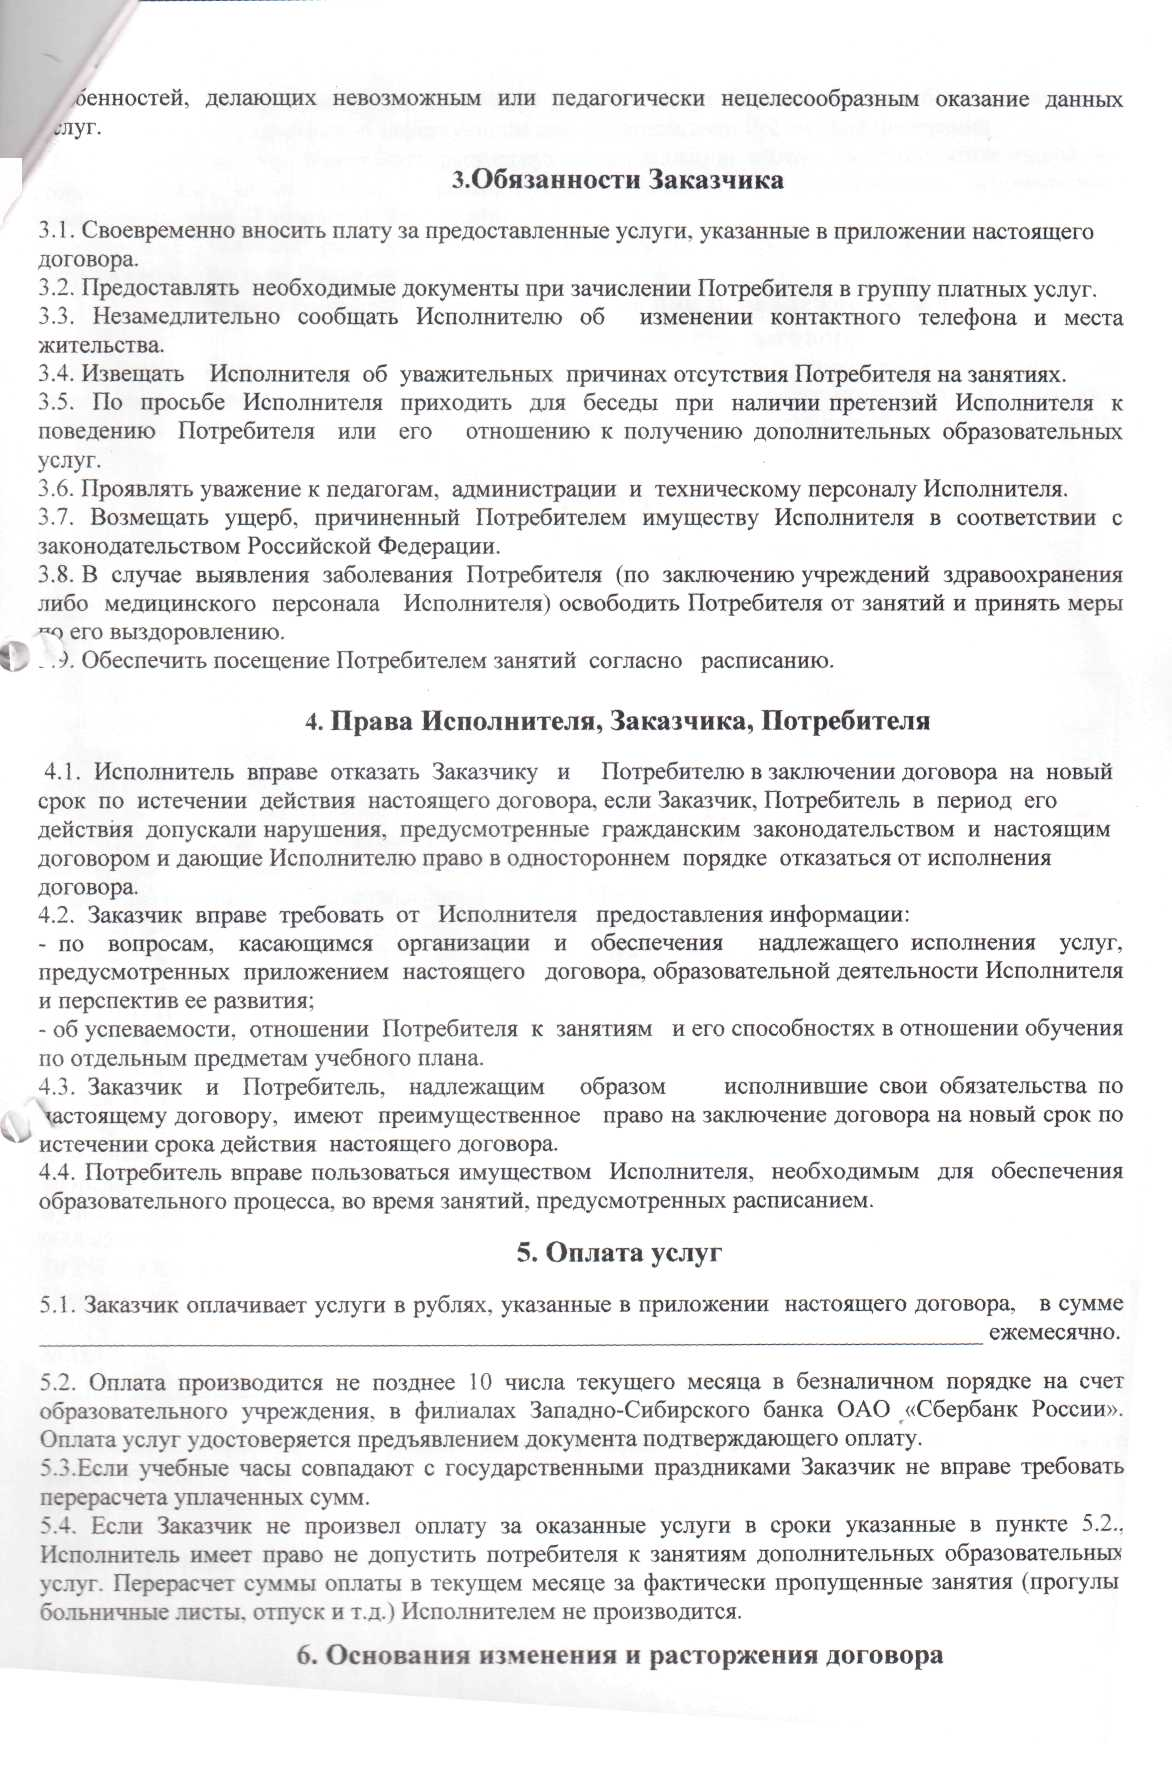 бенностей, делающих невозможным или педагогически нецелесообразным оказание данных
слуг.
3.Обязанности Заказчика
3.1. Своевременно вносить плату за предоставленные услуги, указанные в приложении настоящего
договора.
3.2. Предоставлять необходимые документы при зачислении Потребителя в группу платных услуг.
3.3. Незамедлительно сообщать Исполнителю об изменении контактного телефона и места
жительства.
3.4. Извещать Исполнителя об уважительных причинах отсутствия Потребителя на занятиях.
3.5. По просьбе Исполнителя приходить для беседы при наличии претензий Исполнителя к
поведению Потребителя или его отношению к получению дополнительных образовательных
услуг.
3.6. Проявлять уважение к педагогам, администрации и техническому персоналу Исполнителя.
3.7. Возмещать ущерб, причиненный Потребителем имуществу Исполнителя в соответствии с
законодательством Российской Федерации.
3.8. В случае выявления заболевания Потребителя (по заключению учреждений здравоохранения
либо медицинского персонала Исполнителя) освободить Потребителя от занятий и принять меры
по его выздоровлению.
.9. Обеспечить посещение Потребителем занятий согласно расписанию.
4. Права Исполнителя, Заказчика, Потребителя
4.1. Исполнитель вправе отказать Заказчику и Потребителю в заключении договора на новый
срок по истечении действия настоящего договора, если Заказчик, Потребитель в период его
действия допускали нарушения, предусмотренные гражданским законодательством и настоящим
договором и дающие Исполнителю право в одностороннем порядке отказаться от исполнения
договора.
4.2. Заказчик вправе требовать от Исполнителя предоставления информации:
- по вопросам, касающимся организации и обеспечения надлежащего исполнения услуг,
предусмотренных приложением настоящего договора, образовательной деятельности Исполнителя
и перспектив ее развития;
- об успеваемости, отношении Потребителя к занятиям и его способностях в отношении обучения
по отдельным предметам учебного плана.
4.3. Заказчик и Потребитель, надлежащим образом исполнившие свои обязательства по
настоящему договору, имеют преимущественное право на заключение договора на новый срок по
истечении срока действия настоящего договора.
4.4. Потребитель вправе пользоваться имуществом Исполнителя, необходимым для обеспечения
образовательного процесса, во время занятий, предусмотренных расписанием.
5. Оплата услуг
5.1. Заказчик оплачивает услуги в рублях, указанные в приложении настоящего договора, в сумме
ежемесячно.
5.2. Оплата производится не позднее 10 числа текущего месяца в безналичном порядке на счет
образовательного учреждения, в филиалах Западно-Сибирского банка ОАО «Сбербанк России».
Оплата услуг удостоверяется предъявлением документа подтверждающего оплату.
5.3.Если учебные часы совпадают с государственными праздниками Заказчик не вправе требовать
перерасчета уплаченных сумм.
5.4. Если Заказчик не произвел оплату за оказанные услуги в сроки указанные в пункте 5.2.,
Исполнитель имеет право не допустить потребителя к занятиям дополнительных образовательных
услуг. Перерасчет суммы оплаты в текущем месяце за фактически пропущенные занятия (прогулы
больничные листы, отпуск и т.д.) Исполнителем не производится.
6. Основания изменения и расторжения договора